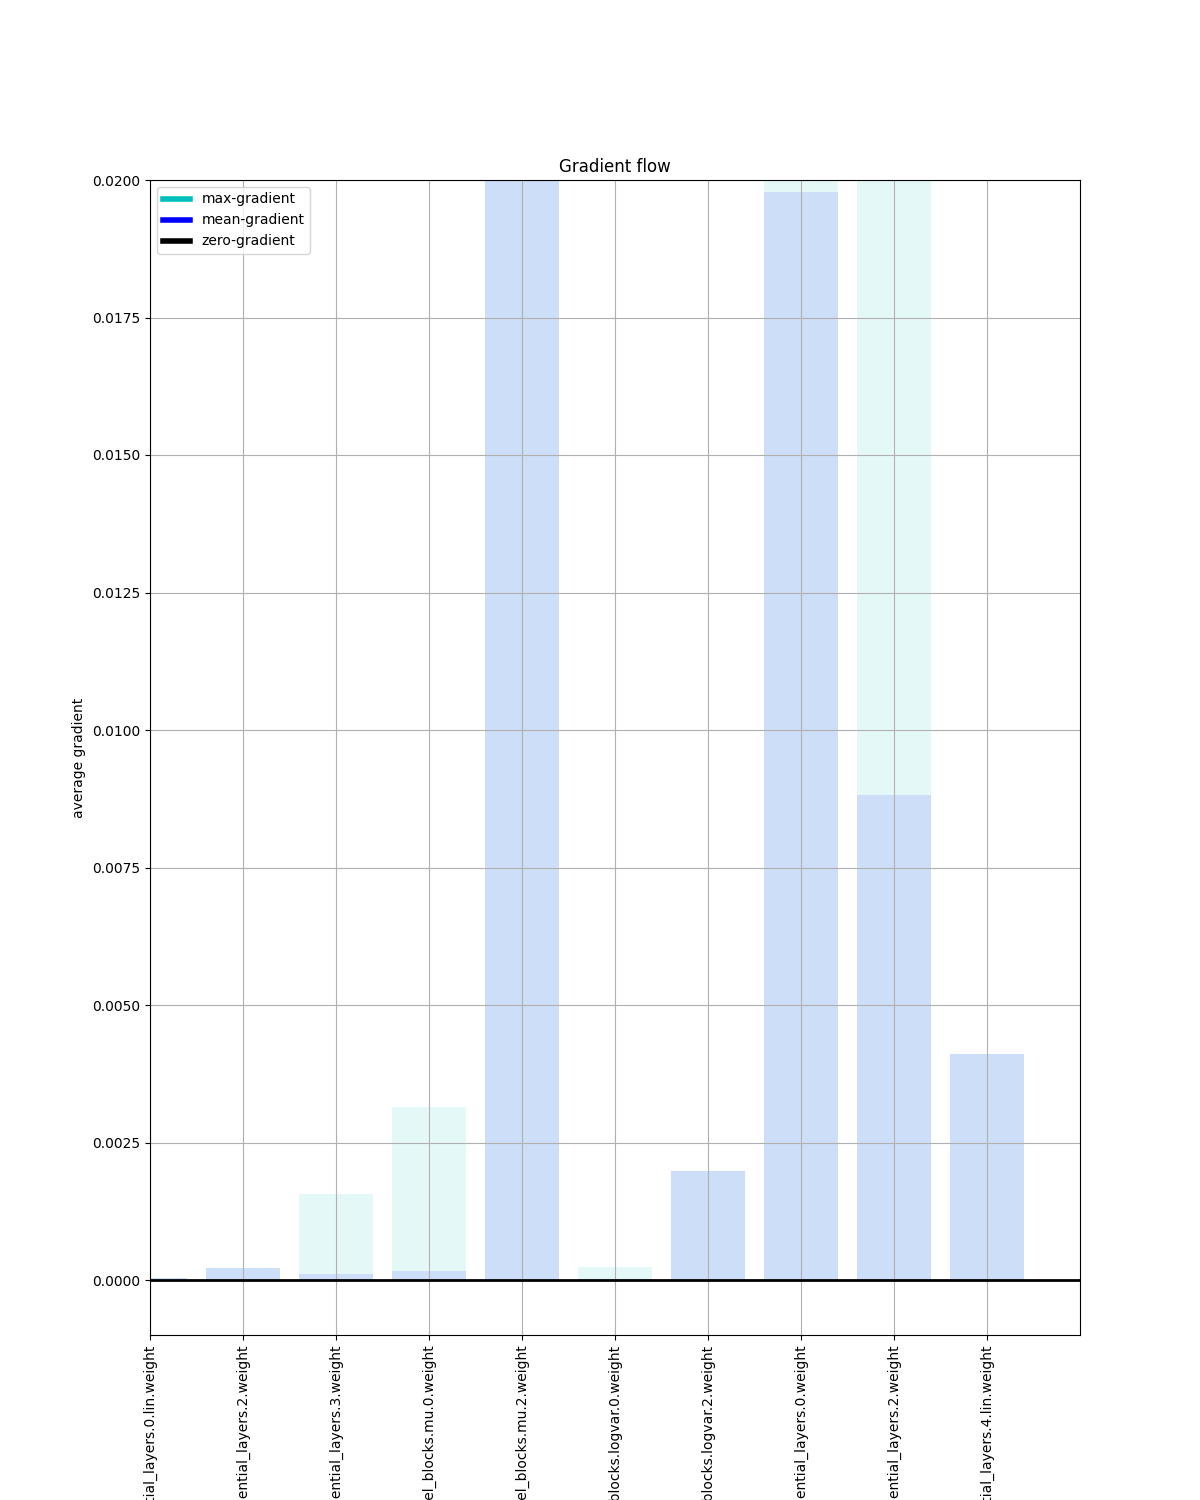 Gradient flow
max-gradient
mean-gradient
zero-gradient
0.0200
0.0175
0.0150
0.0125
0.0100
0.0075
0.0050
0.0025
0.0000
average gradient
tial_layers.0.lin.weight
ential_layers.2.weight
ential_layers.3.weight
el_blocks.mu.0.weight
el_blocks.mu.2.weight
blocks.logvar.0.weight
blocks.logvar.2.weight
ential_layers.0.weight
ential_layers.2.weight
tial_layers.4.lin.weight